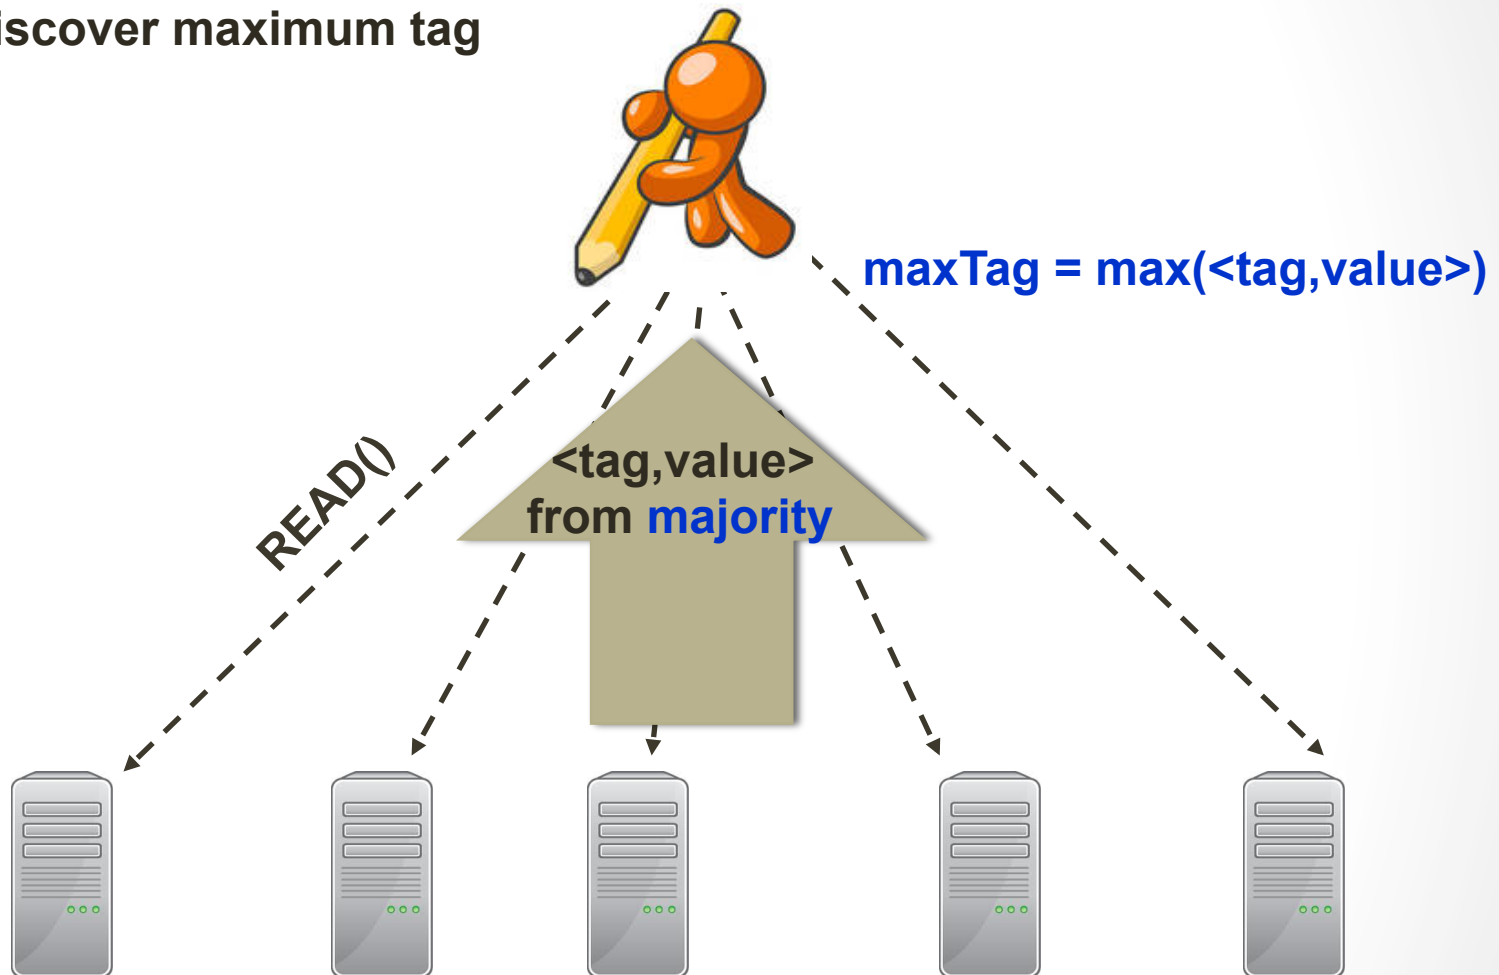 iscover maximum tag
maxTag = max(<tag,value>)
READ()
<tag,value>
from majority